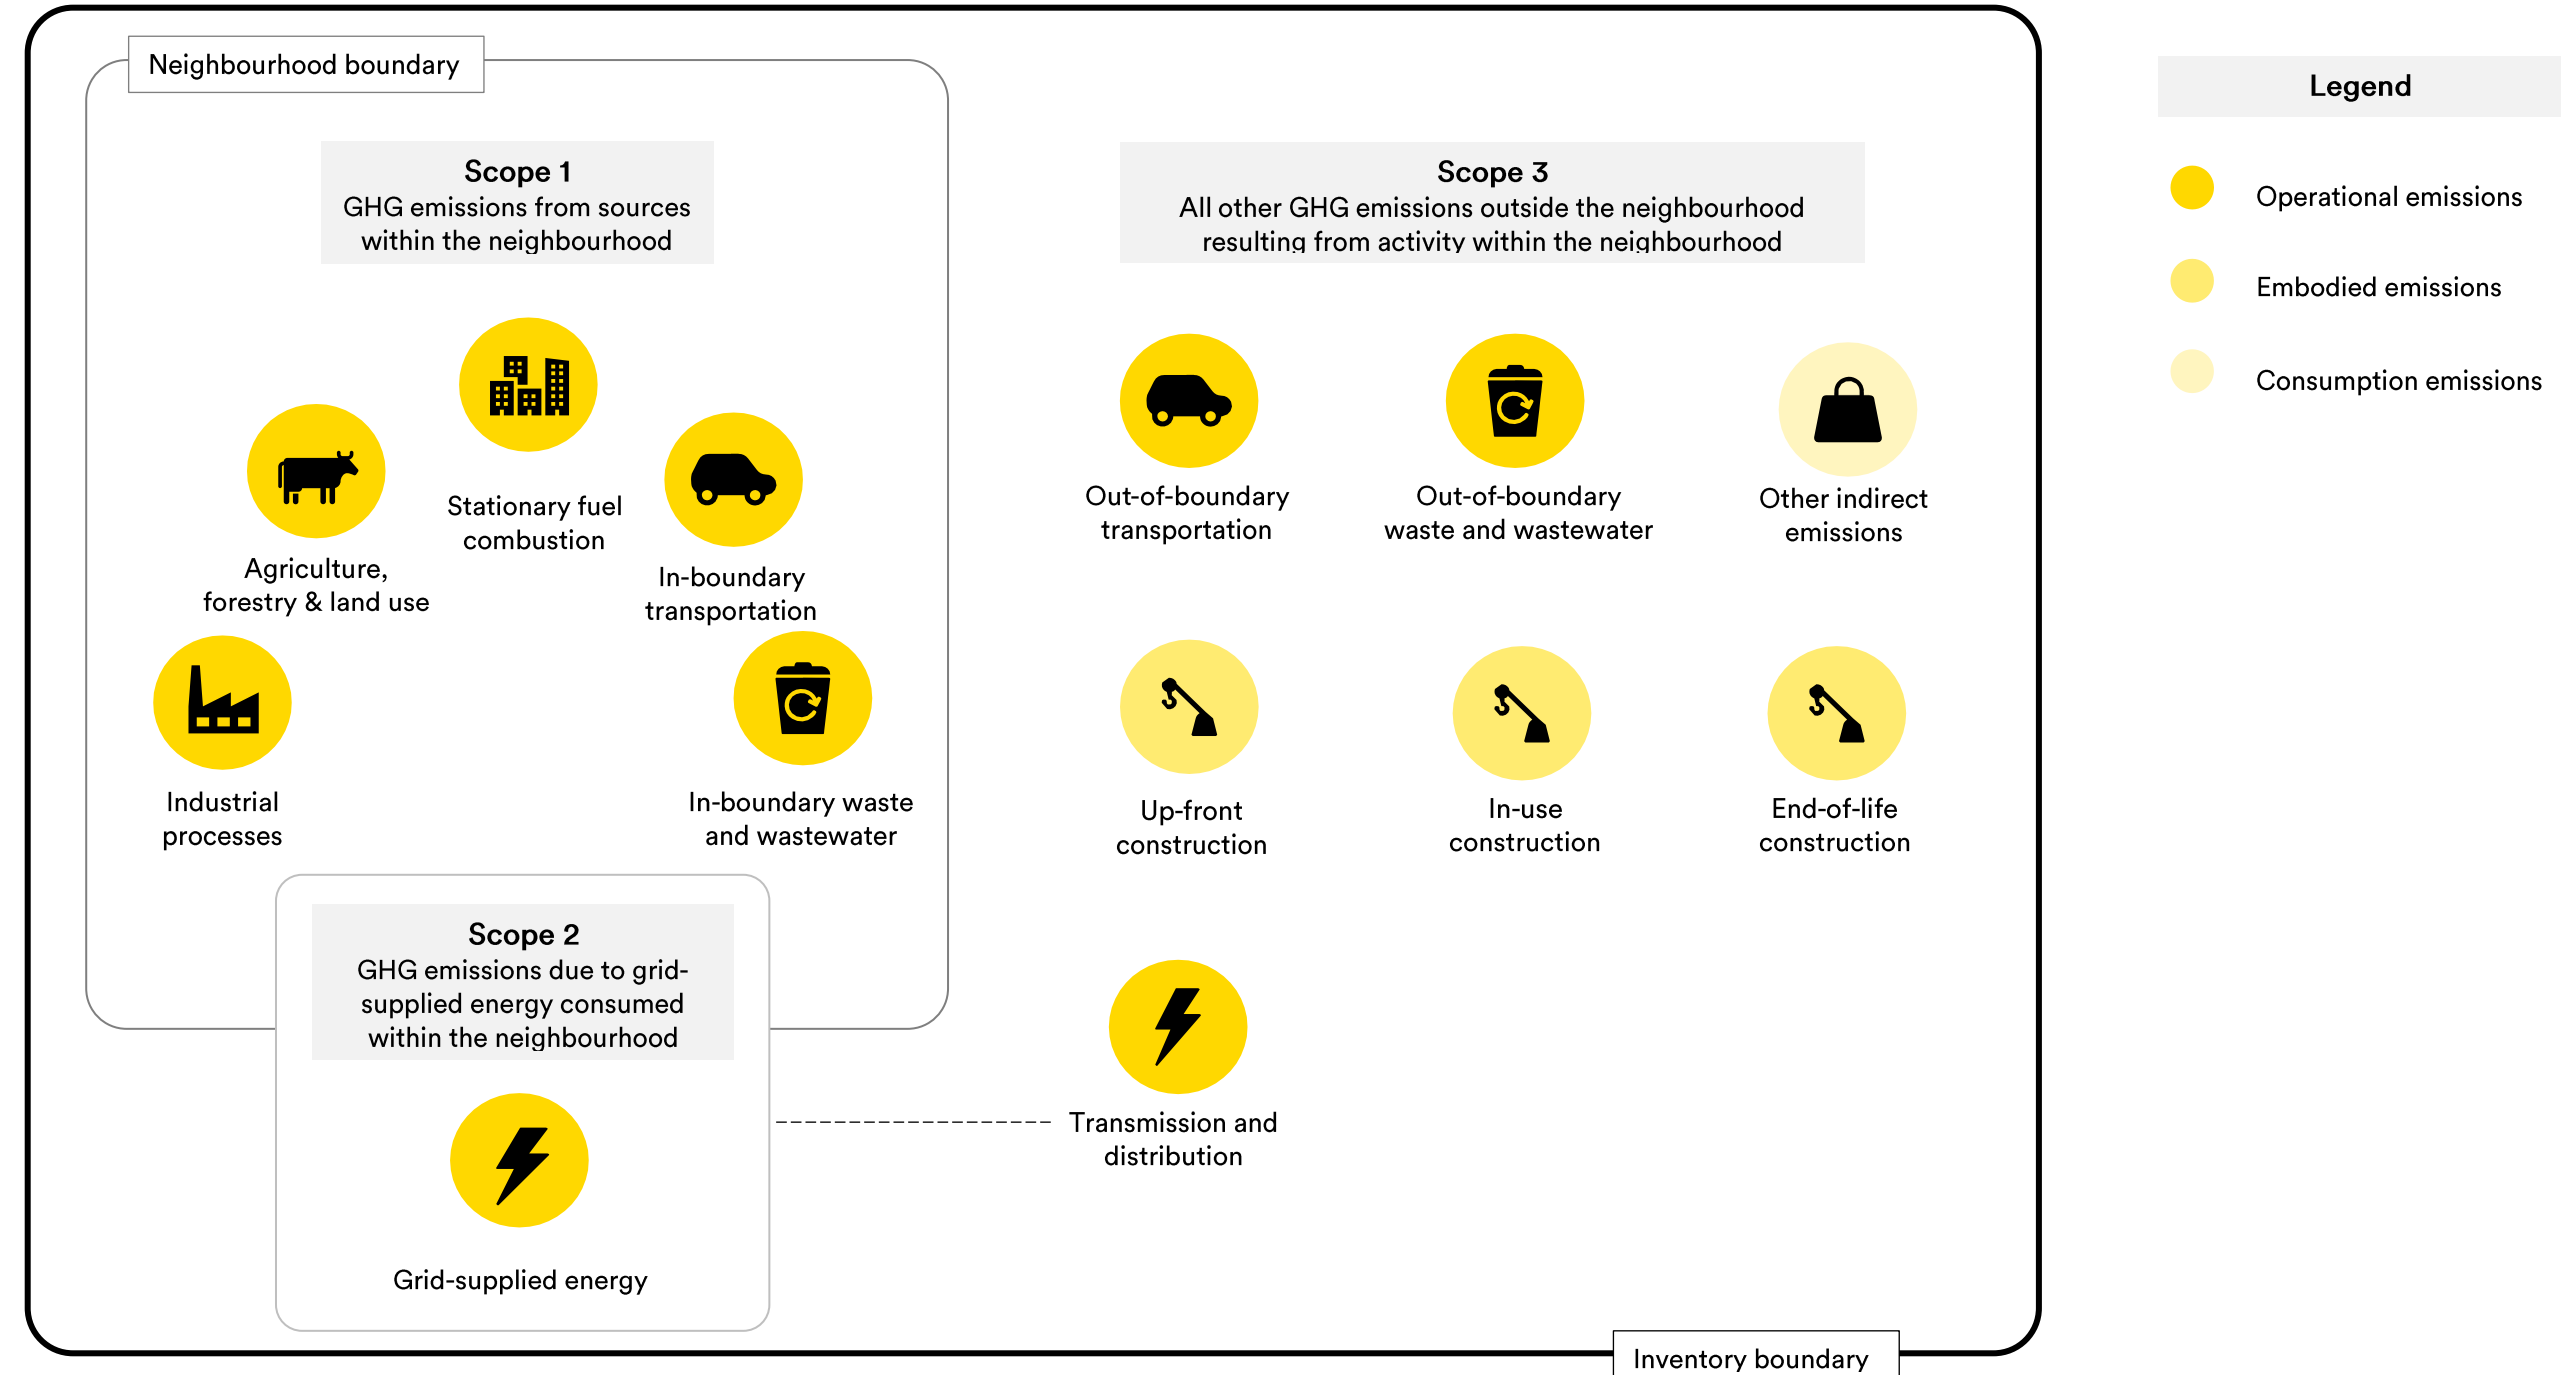 Neighbourhood boundary
Scope 1
GHG emissions from sources
within the neighbourhood
Stationary fuel
combustion
Agriculture,
forestry & land use
In-boundary
transportation
Industrial
processes
In-boundary waste
and wastewater
Scope 2
GHG emissions due to grid-
supplied energy consumed
within the neighbourhood
Grid-supplied energy
Scope 3
All other GHG emissions outside the neighbourhood
resulting from activity within the neighbourhood
Out-of-boundary
transportation
Out-of-boundary
waste and wastewater
Other indirect
emissions
Up-front
construction
In-use
construction
End-of-life
construction
Transmission and
distribution
Inventory boundary
Legend
Operational emissions
Embodied emissions
Consumption emissions